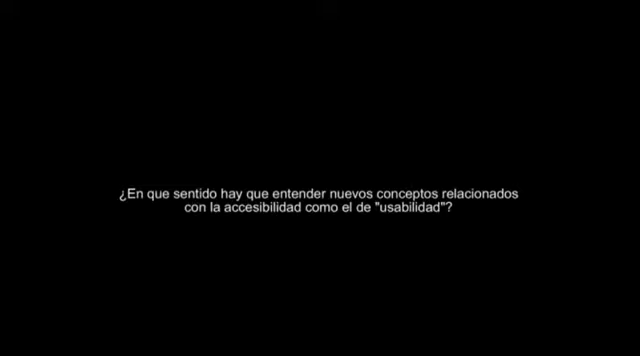 ¿En que sentido hay que entender nuevos conceptos relacionados
con la accesibilidad como el de "usabilidad"?